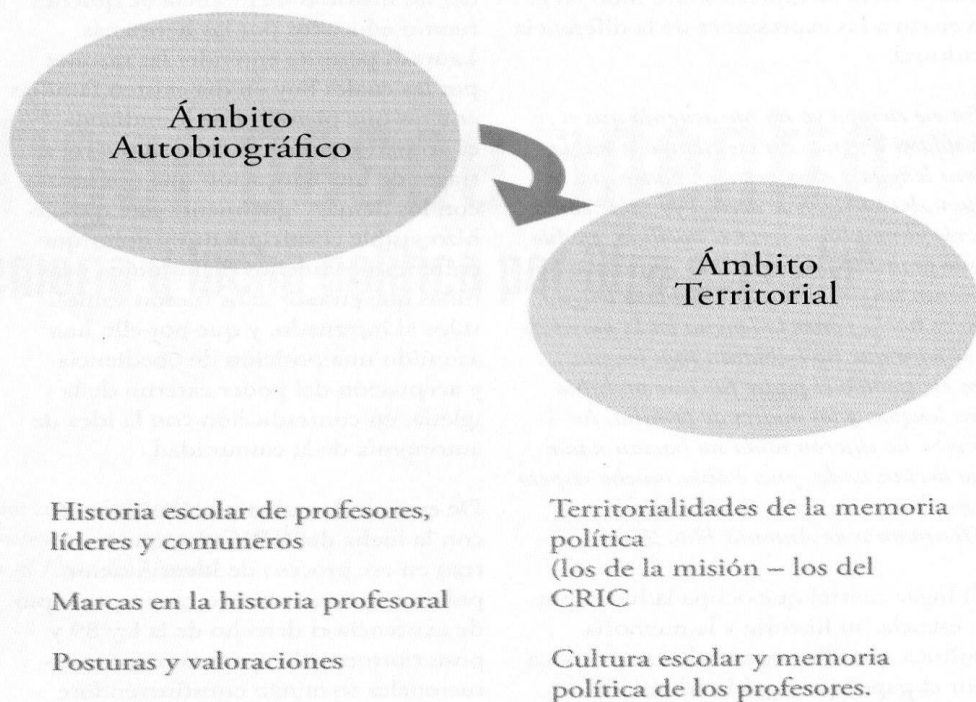 Ámbito
Autobiográfico
Ámbito
Territorial
Historia escolar de profesores,
líderes y comuneros
Marcas en la historia profesoral
Posturas y valoraciones
Territorialidades de la memoria
política
(los de la misión – los del
CRIC
Cultura escolar y memoria
política de los profesores.